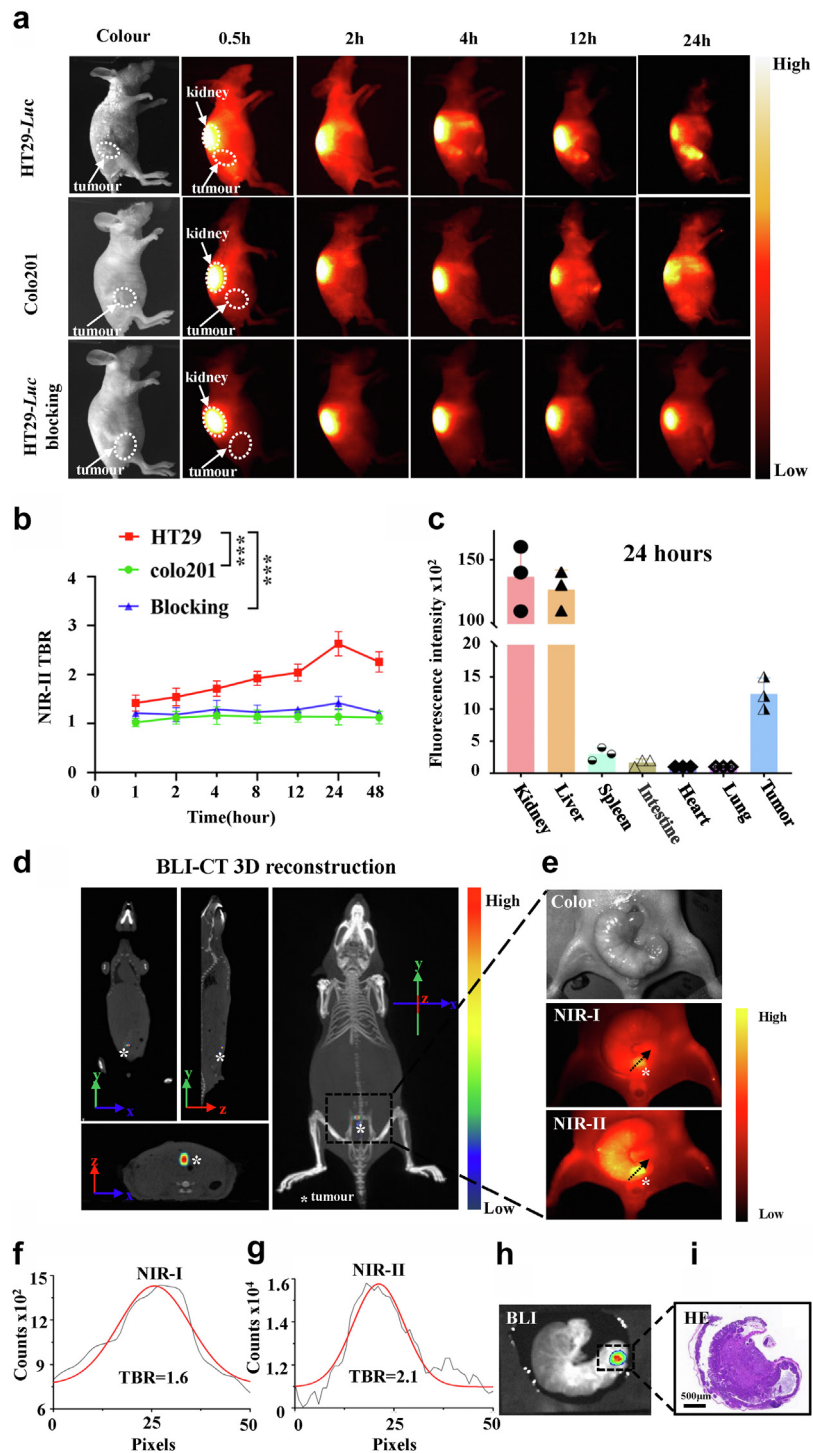 a
Colour 0.5h 2h 4h 12h 24h
High
HT29-Luc
kidney
tumour
tumour
Colo201
kidney
tumour
tumour
HT29-Luc
blocking
kidney
tumour
tumour
Low
b
HT29
colo201
Blocking
***
***
NIR-II TBR
4
3
2
1
0
0 1 2 4 8 12 24 48
Time(hour)
c
24 hours
Fluorescence intensity x10²
150
100
20
15
10
5
0
Kidney
Liver
Spleen
Intestine
Heart
Lung
Tumor
d
BLI-CT 3D reconstruction
High
Low
y
x
*
y
z
*
z
x
*
y
z
x
*
* tumour
e
Color
NIR-I
*
NIR-II
*
High
Low
f
NIR-I
Counts x10²
15
12
9
6
TBR=1.6
0 25 50
Pixels
g
NIR-II
Counts x10⁴
1.6
1.4
1.2
1.0
TBR=2.1
0 25 50
Pixels
h
BLI
i
HE
500μm